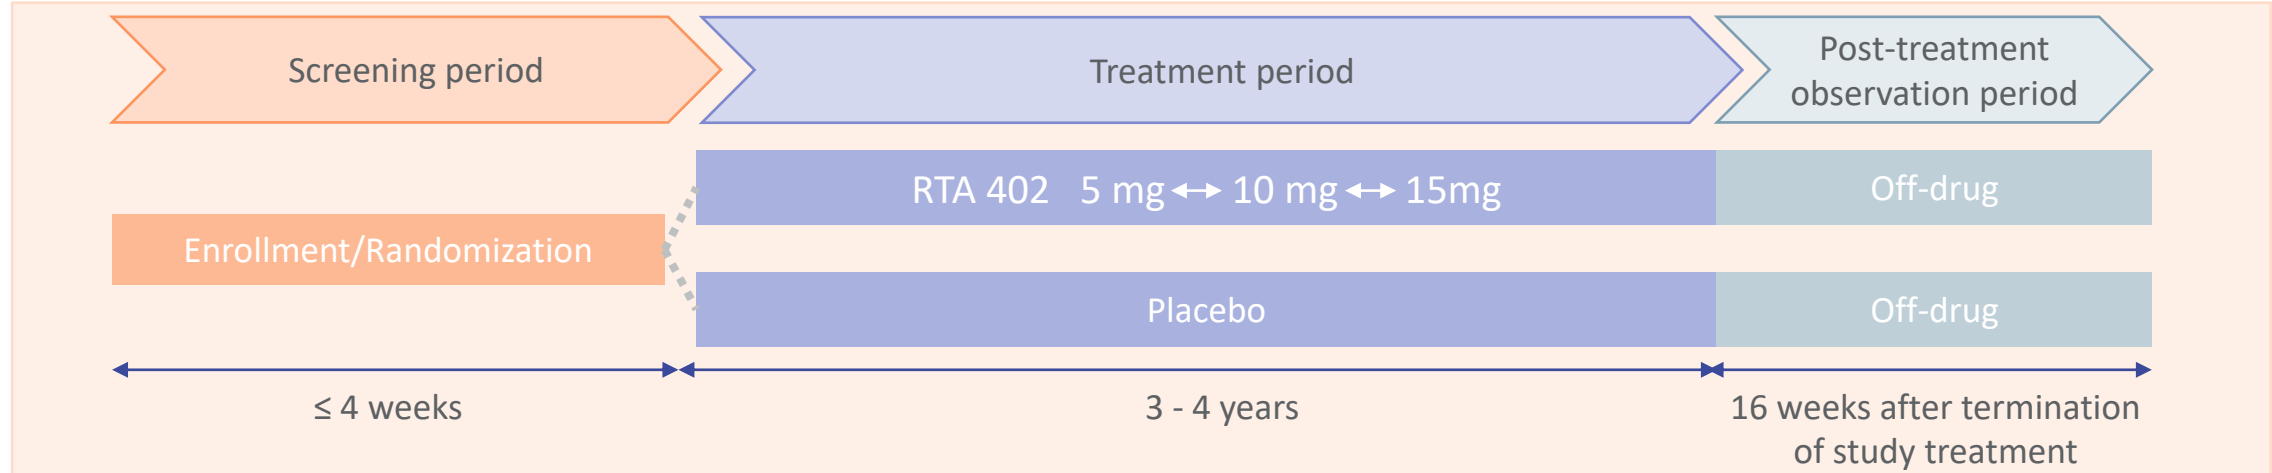 Screening period
Treatment period
Post-treatment
observation period
RTA 402 5 mg ↔ 10 mg ↔ 15mg
Off-drug
Enrollment/Randomization
Placebo
Off-drug
≤ 4 weeks
3 - 4 years
16 weeks after termination
of study treatment